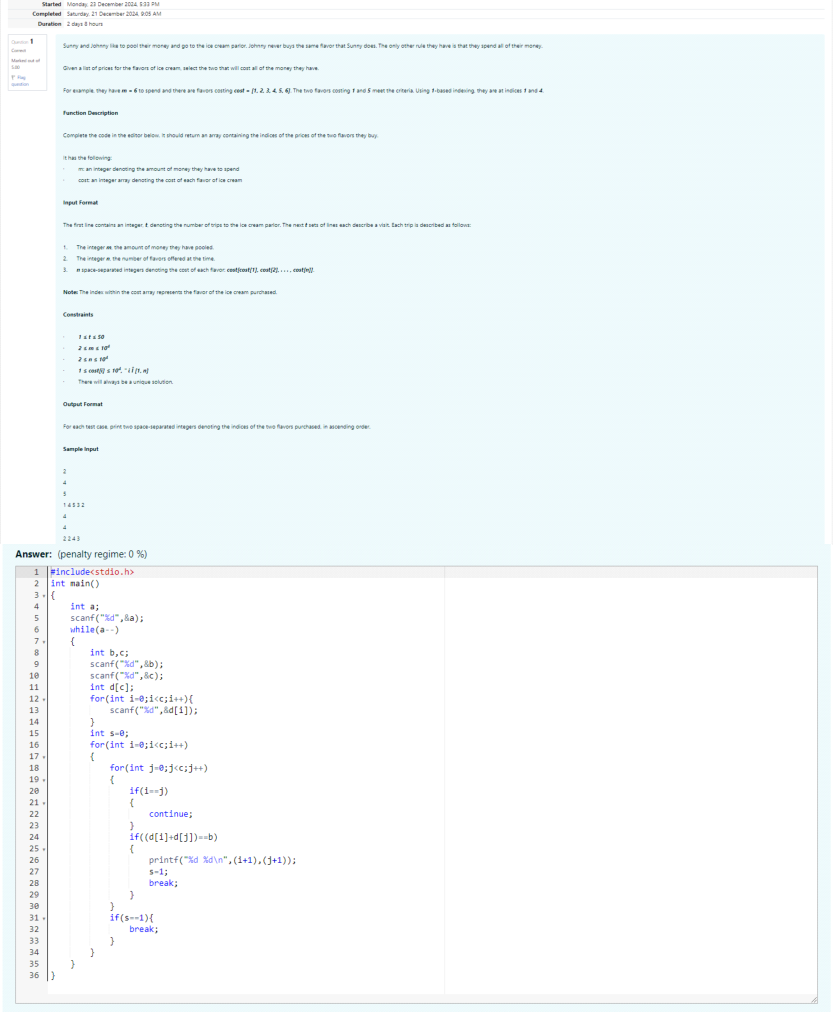 Started Monday, 23 December 2024, 5:33 PM
Completed Saturday, 21 December 2024, 9:05 AM
Duration 2 days 8 hours
Question 1
Correct
Marked out of
Flag
question
Sunny and Johnny like to pool their money and go to the ice cream parlor. Johnny never buys the same flavor that Sunny does. The only other rule they have is that they spend all of their money.
Given a list of prices for the flavors of ice cream, select the two that will cost all of the money they have.
For example, they have m = 6 to spend and there are flavors costing cost = [1, 2, 3, 4, 5, 6]. The two flavors costing 1 and 5 meet the criteria. Using 1-based indexing, they are at indices 1 and 4.
Function Description
Complete the code in the editor below. It should return an array containing the indices of the prices of the two flavors they buy.
It has the following:
· m: an integer denoting the amount of money they have to spend
· cost: an integer array denoting the cost of each flavor of ice cream
Input Format
The first line contains an integer, t, denoting the number of trips to the ice cream parlor. The next t sets of lines each describe a visit. Each trip is described as follows:
1. The integer m, the amount of money they have pooled.
2. The integer n, the number of flavors offered at the time.
3. n space-separated integers denoting the cost of each flavor: cost[cost[1], cost[2], . . . , cost[n]].
Note: The index within the cost array represents the flavor of the ice cream purchased.
Constraints
· 1 ≤ t ≤ 50
· 2 ≤ m ≤ 10⁴
· 2 ≤ n ≤ 10⁴
· 1 ≤ cost[i] ≤ 10⁴, " i Î [1, n]
· There will always be a unique solution.
Output Format
For each test case, print two space-separated integers denoting the indices of the two flavors purchased, in ascending order.
Sample Input
2
4
5
1 4 5 3 2
4
4
2 2 4 3
Answer: (penalty regime: 0 %)
1 #include<stdio.h>
2 int main()
3 {
4 int a;
5 scanf("%d",&a);
6 while(a--)
7 {
8 int b,c;
9 scanf("%d",&b);
10 scanf("%d",&c);
11 int d[c];
12 for(int i=0;i<c;i++){
13 scanf("%d",&d[i]);
14 }
15 int s=0;
16 for(int i=0;i<c;i++)
17 {
18 for(int j=0;j<c;j++)
19 {
20 if(i==j)
21 {
22 continue;
23 }
24 if((d[i]+d[j])==b)
25 {
26 printf("%d %d\n",(i+1),(j+1));
27 s=1;
28 break;
29 }
30 }
31 if(s==1){
32 break;
33 }
34 }
35 }
36 }